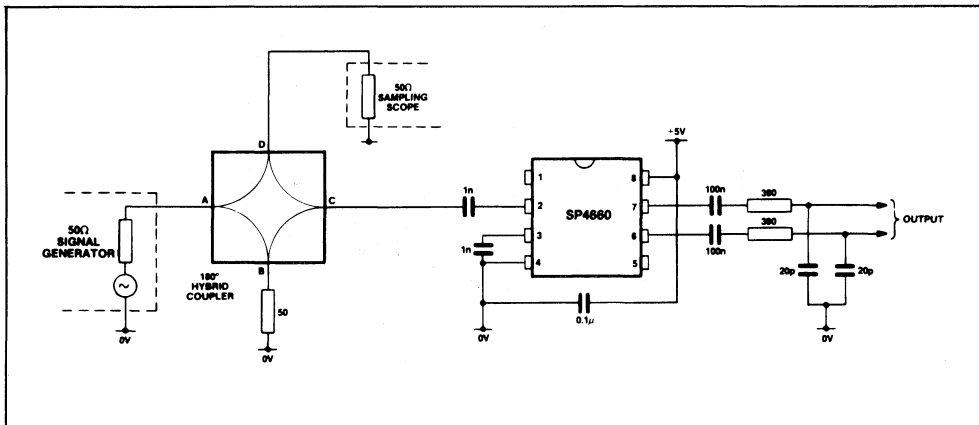 50Ω
SAMPLING
SCOPE
D
A
C
B
50Ω
SIGNAL
GENERATOR
180°
HYBRID
COUPLER
0V
50
0V
1n
1n
1
2
3
4
SP4660
8
7
6
5
+5V
100n
100n
390
390
OUTPUT
20p
20p
0.1μ
0V
0V